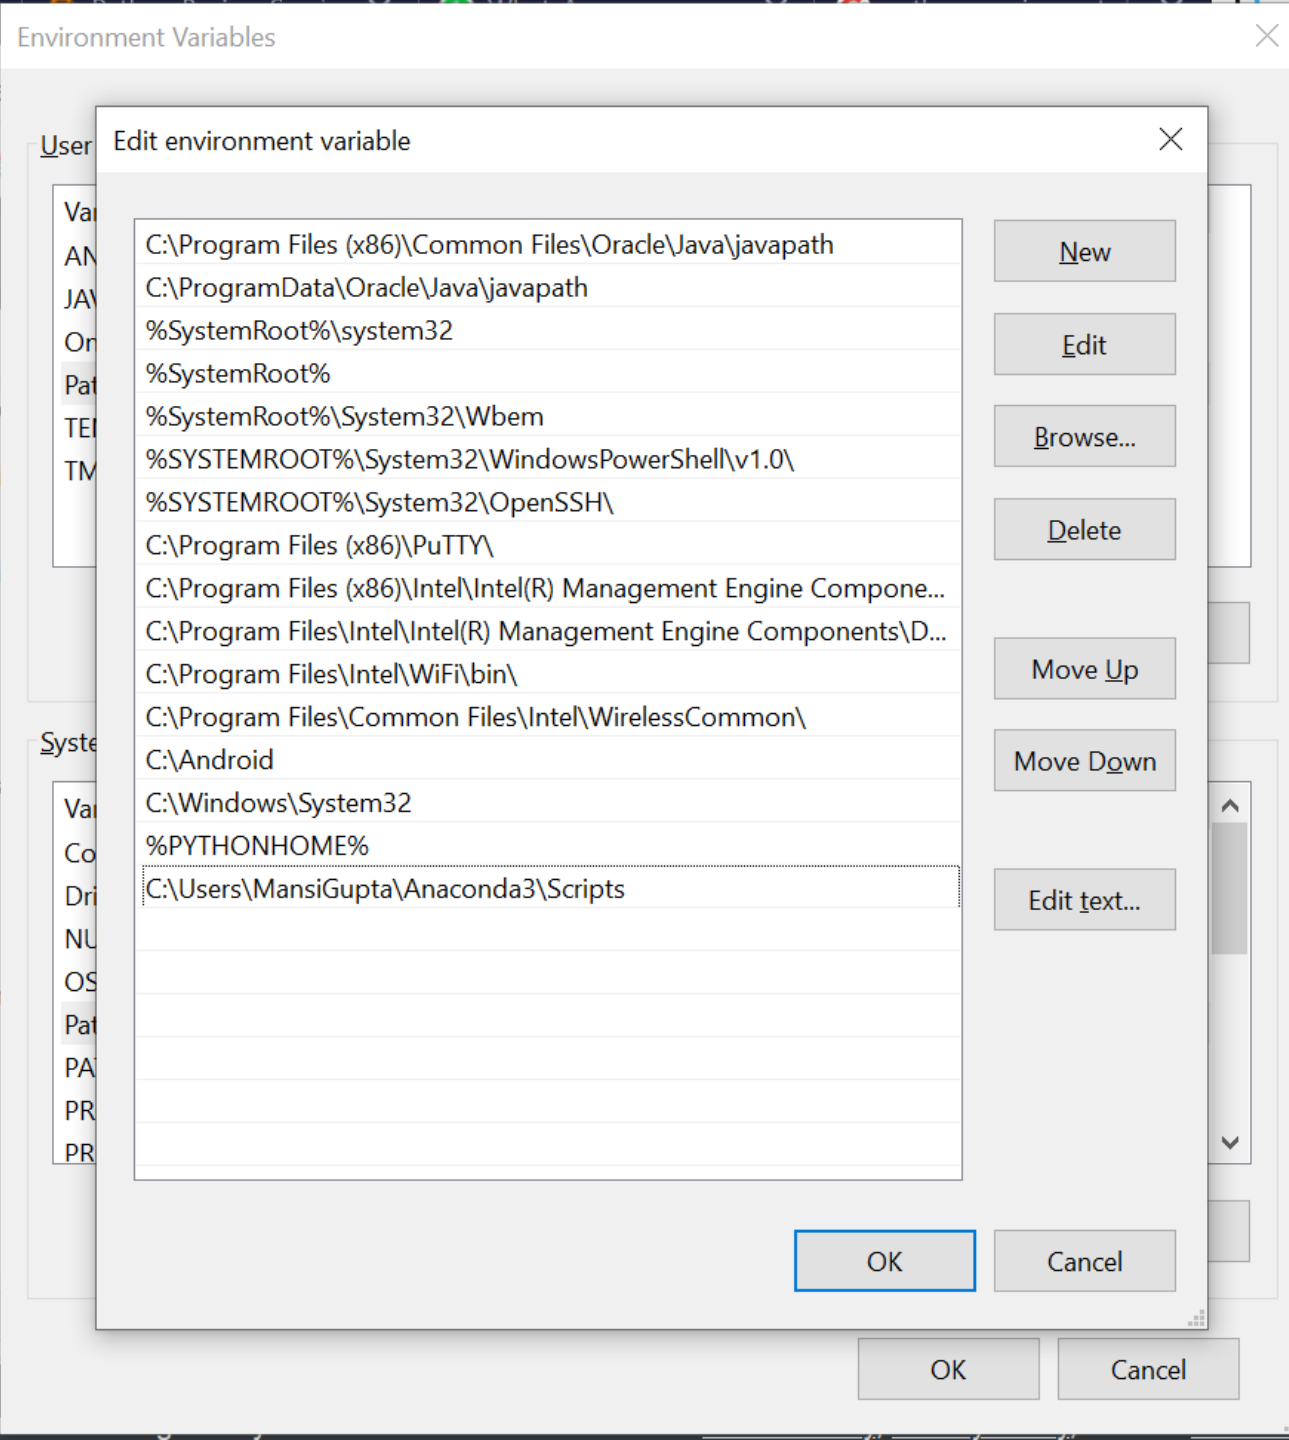 Environment Variables
Edit environment variable
User
C:\Program Files (x86)\Common Files\Oracle\Java\javapath
C:\ProgramData\Oracle\Java\javapath
%SystemRoot%\system32
%SystemRoot%
%SystemRoot%\System32\Wbem
%SYSTEMROOT%\System32\WindowsPowerShell\v1.0\
%SYSTEMROOT%\System32\OpenSSH\
C:\Program Files (x86)\PuTTY\
C:\Program Files (x86)\Intel\Intel(R) Management Engine Compone...
C:\Program Files\Intel\Intel(R) Management Engine Components\D...
C:\Program Files\Intel\WiFi\bin\
C:\Program Files\Common Files\Intel\WirelessCommon\
C:\Android
C:\Windows\System32
%PYTHONHOME%
C:\Users\MansiGupta\Anaconda3\Scripts
New
Edit
Browse...
Delete
Move Up
Move Down
Edit text...
OK
Cancel
OK
Cancel